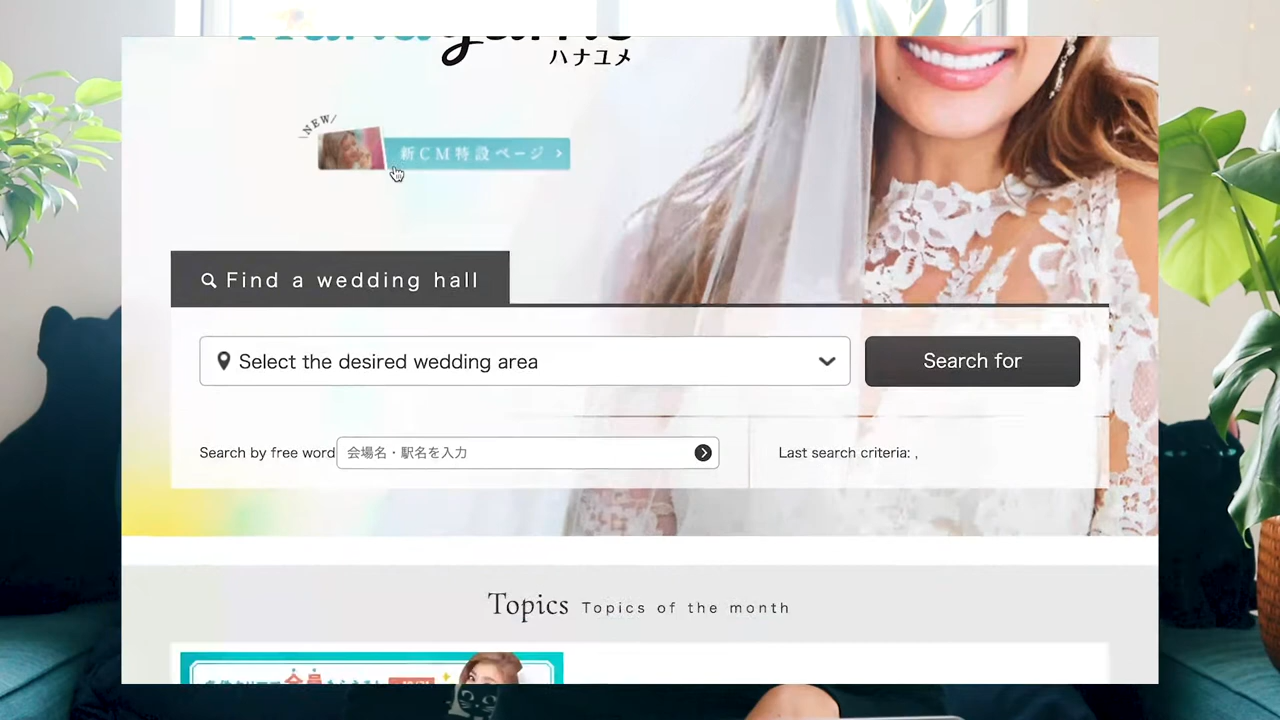 ハナユメ
NEW
新CM特設ページ
Find a wedding hall
Select the desired wedding area
Search for
Search by free word 会場名・駅名を入力
Last search criteria: ,
Topics Topics of the month